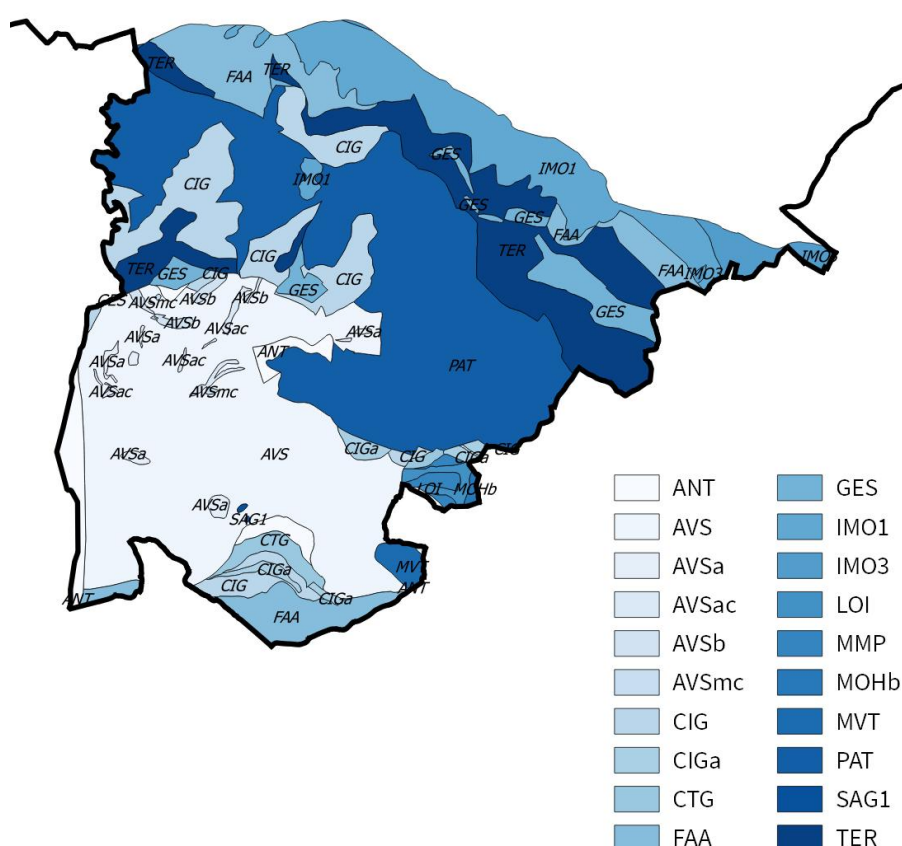 TER
FAA
TER
CIG
GES
IMO1
CIG
IMO1
GES
GES
FAA
TER
FAA
IMO3
IMO3
TER
GES
CIG
CIG
CIG
GES
GES
GES
AVSmc
AVSb
AVSb
AVSb
AVSac
AVSa
AVSa
ANT
AVSa
AVSac
PAT
AVSac
AVSmc
CIGa
CIG
CIGa
CIG
AVSa
AVS
LOI
MOHb
AVSa
SAG1
CTG
MVT
CIGa
CIG
CIGa
ANT
ANT
FAA
ANT
AVS
AVSa
AVSac
AVSb
AVSmc
CIG
CIGa
CTG
FAA
GES
IMO1
IMO3
LOI
MMP
MOHb
MVT
PAT
SAG1
TER